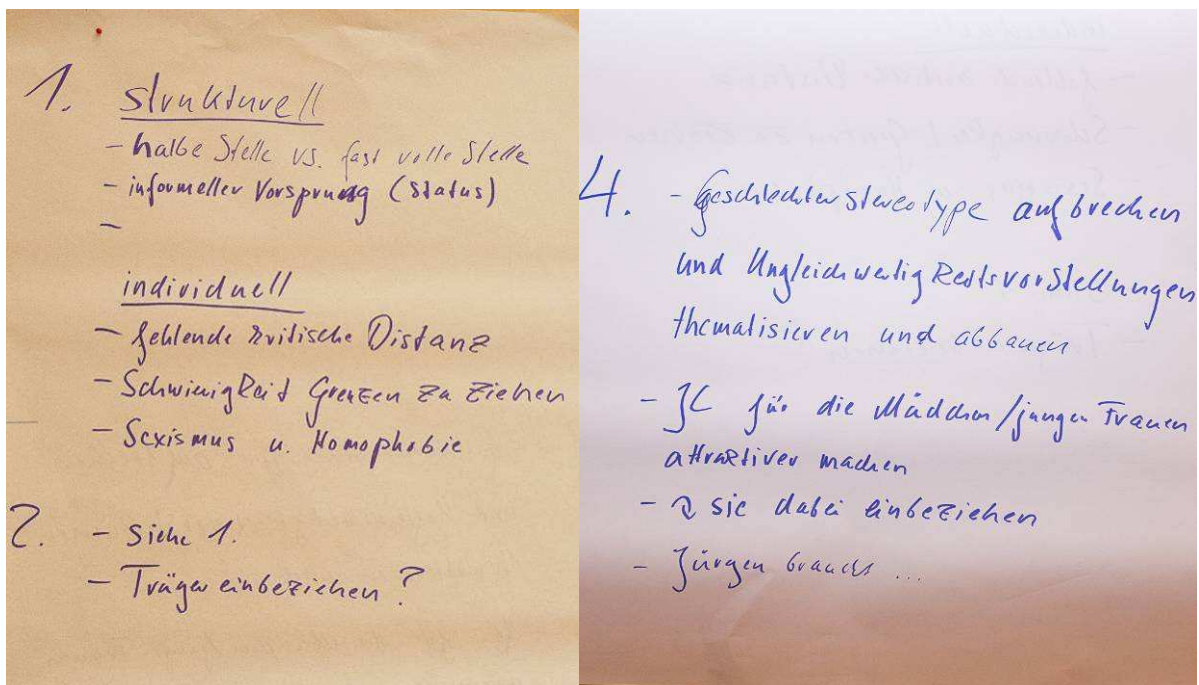 1. strukturell
- halbe Stelle vs. fast volle Stelle
- informeller Vorsprung (Status)
-
individuell
- fehlende kritische Distanz
- Schwierigkeit Grenzen zu ziehen
- Sexismus u. Homophobie
2. - Siehe 1.
- Träger einbeziehen?
4. - Geschlechterstereotype aufbrechen
und Ungleichwertigkeitsvorstellungen
thematisieren und abbauen
- JC für die Mädchen/jungen Frauen
attraktiver machen
- sie dabei einbeziehen
- Jürgen braucht ...